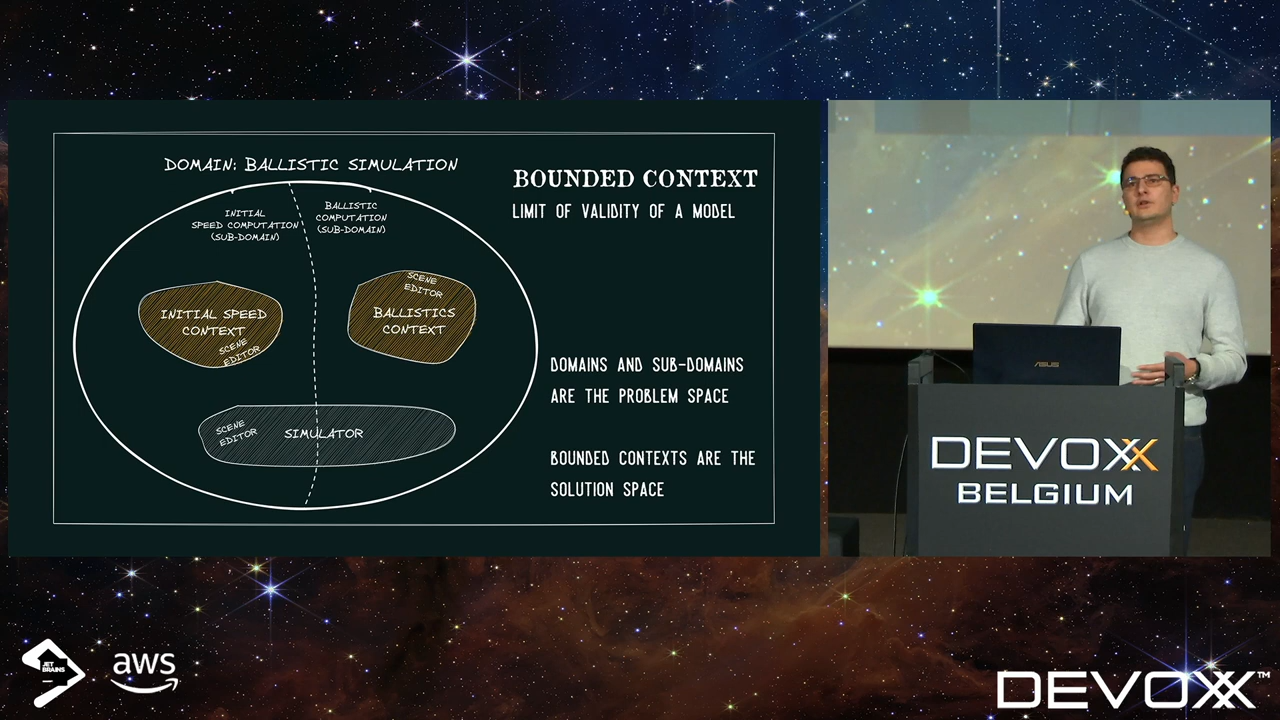 DOMAIN: BALLISTIC SIMULATION
INITIAL
SPEED COMPUTATION
(SUB-DOMAIN)
BALLISTIC
COMPUTATION
(SUB-DOMAIN)
INITIAL SPEED
CONTEXT
SCENE
EDITOR
SCENE
EDITOR
BALLISTICS
CONTEXT
SCENE
EDITOR
SIMULATOR
BOUNDED CONTEXT
LIMIT OF VALIDITY OF A MODEL
DOMAINS AND SUB-DOMAINS
ARE THE PROBLEM SPACE
BOUNDED CONTEXTS ARE THE
SOLUTION SPACE
ASUS
DEVOXX
BELGIUM
JET
BRAINS
aws
DEVOXX™